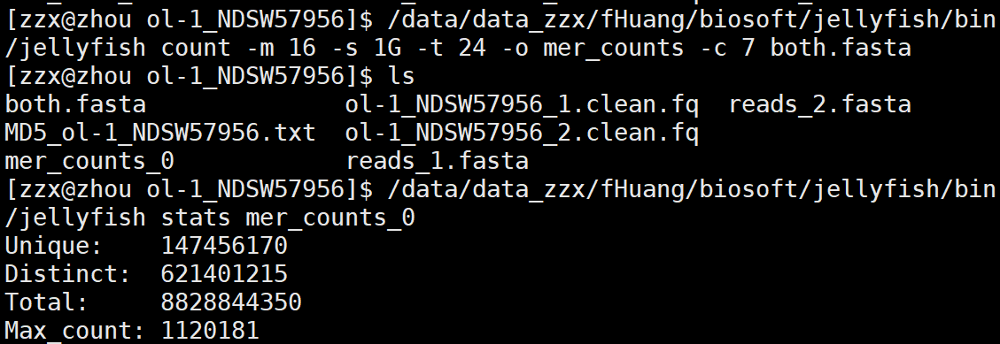 [zzx@zhou ol-1_NDSW57956]$ /data/data_zzx/fHuang/biosoft/jellyfish/bin
/jellyfish count -m 16 -s 1G -t 24 -o mer_counts -c 7 both.fasta
[zzx@zhou ol-1_NDSW57956]$ ls
both.fasta              ol-1_NDSW57956_1.clean.fq  reads_2.fasta
MD5_ol-1_NDSW57956.txt  ol-1_NDSW57956_2.clean.fq
mer_counts_0            reads_1.fasta
[zzx@zhou ol-1_NDSW57956]$ /data/data_zzx/fHuang/biosoft/jellyfish/bin
/jellyfish stats mer_counts_0
Unique:    147456170
Distinct:  621401215
Total:     8828844350
Max_count: 1120181